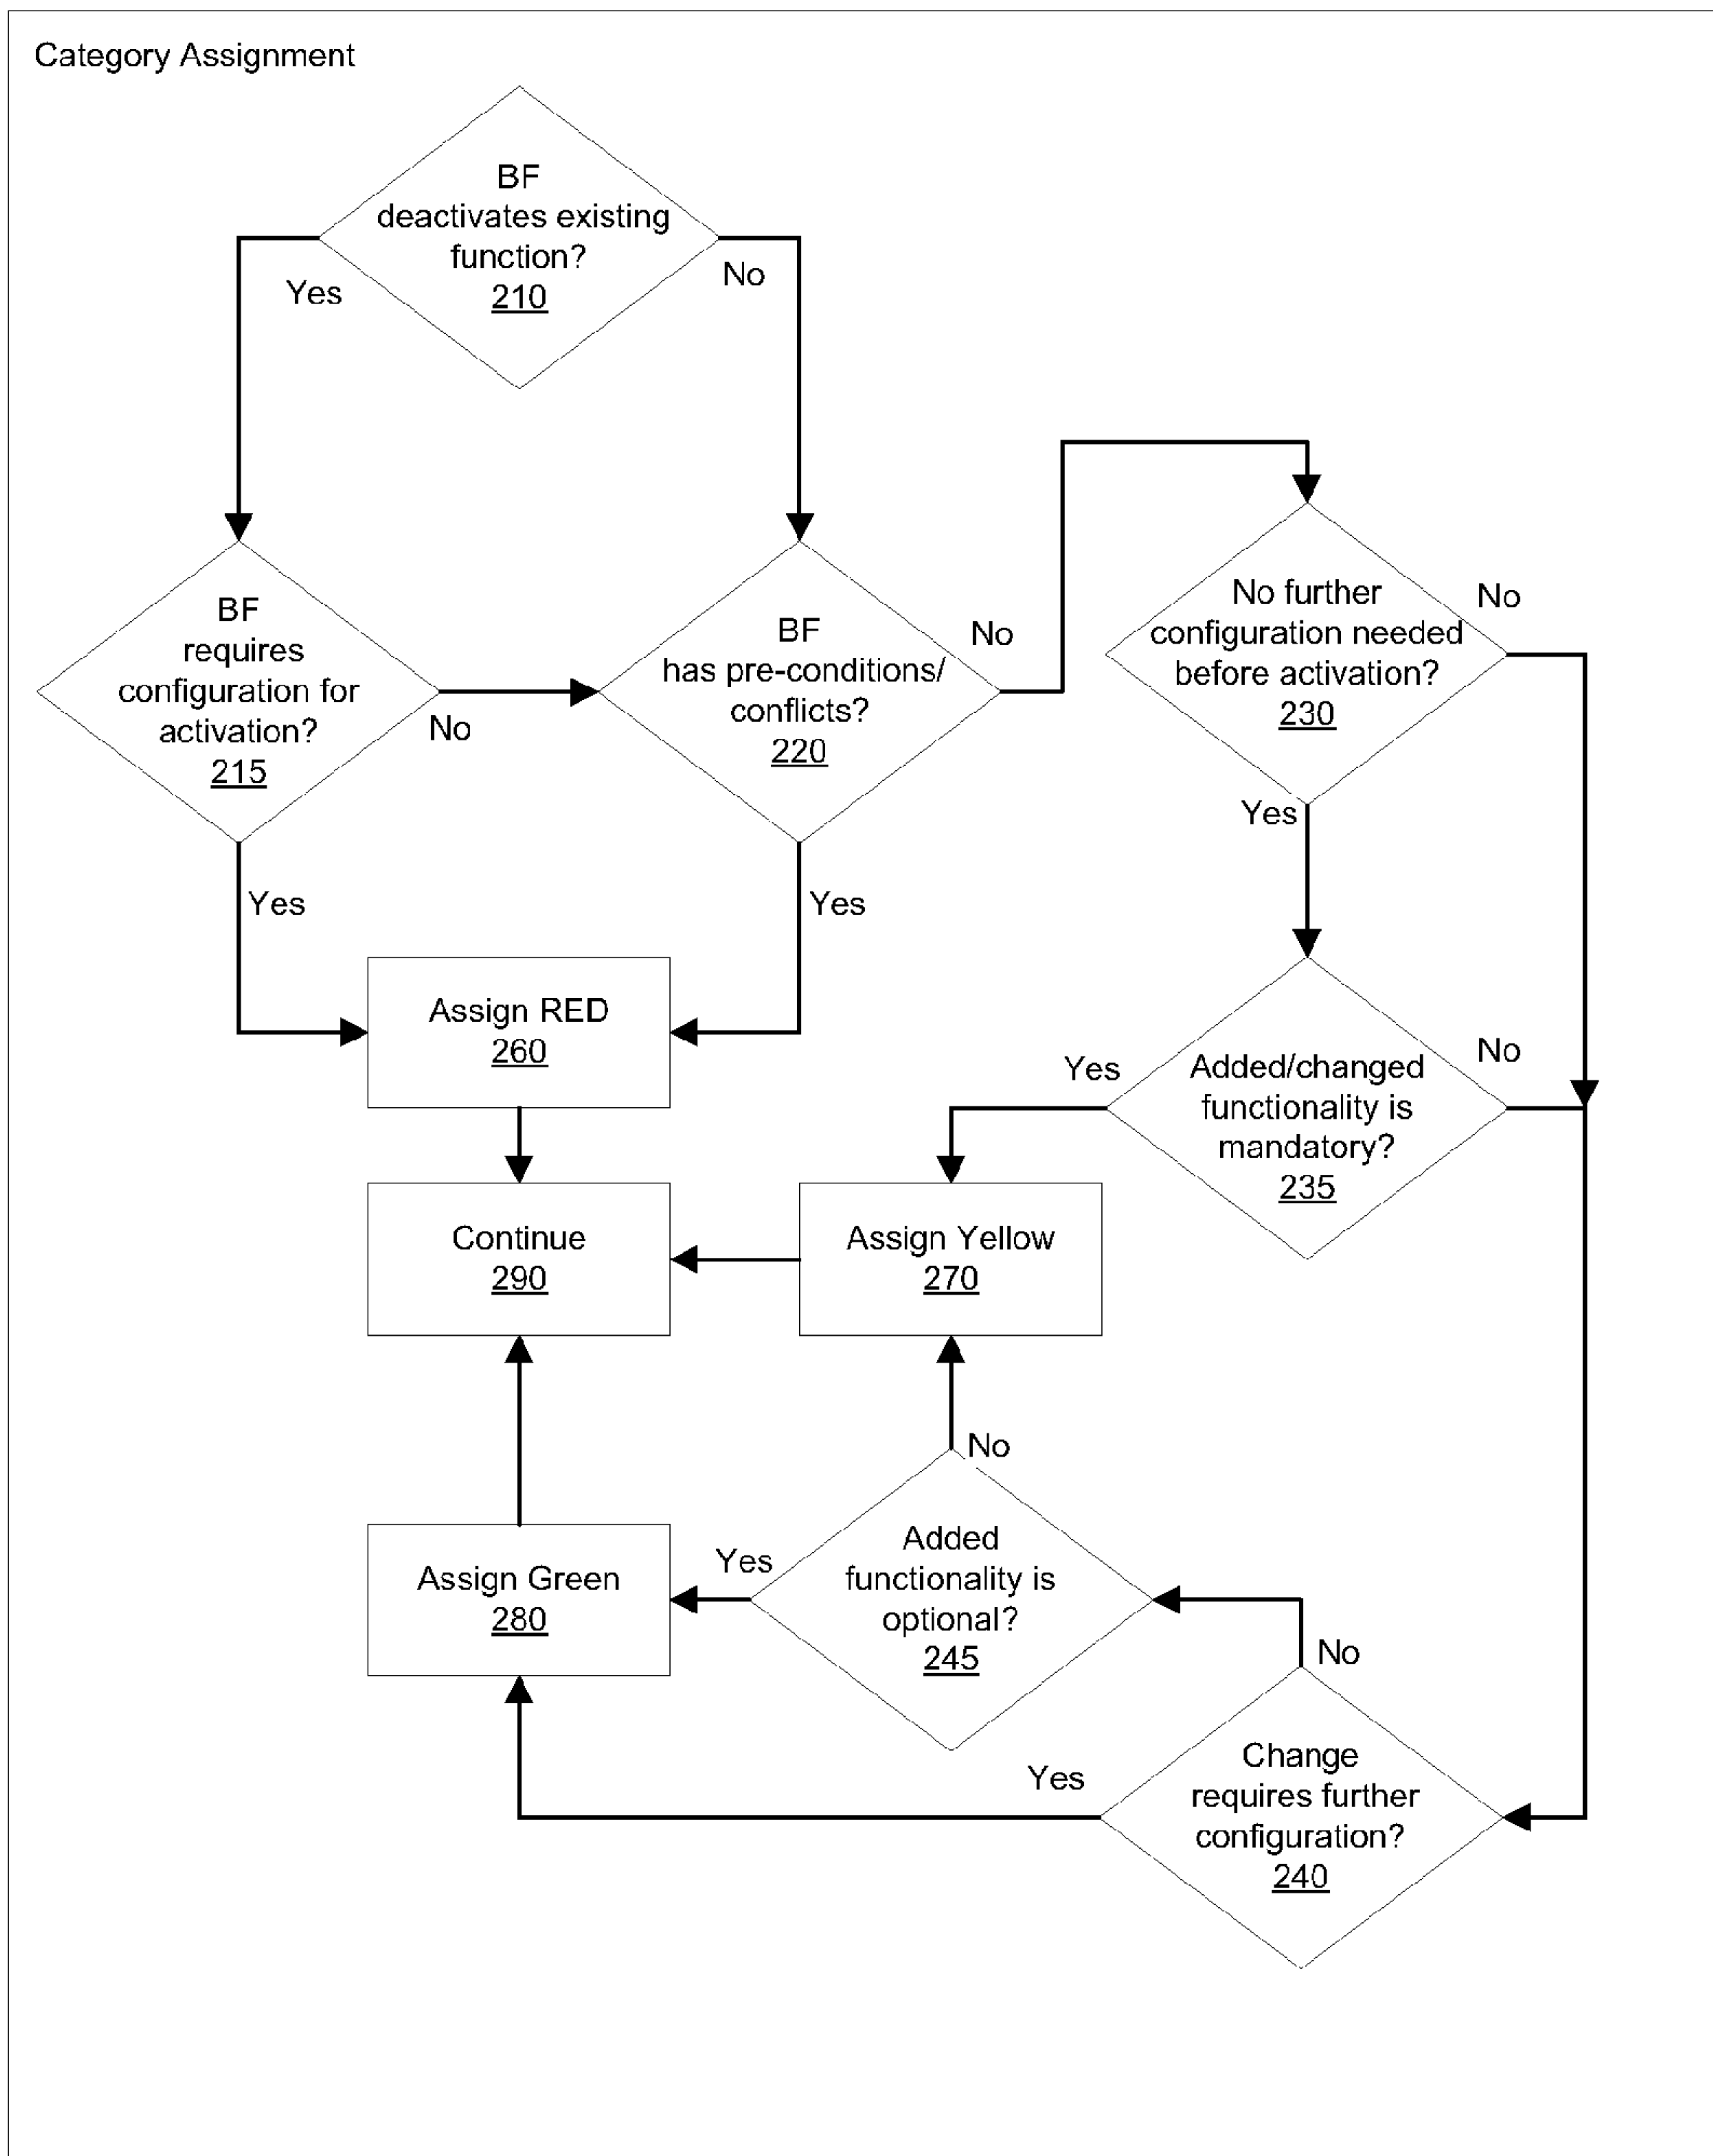 Category Assignment
BF
deactivates existing
function?
210
Yes
No
BF
requires
configuration for
activation?
215
No
Yes
BF
has pre-conditions/
conflicts?
220
No
Yes
No further
configuration needed
before activation?
230
No
Yes
Assign RED
260
Added/changed
functionality is
mandatory?
235
Yes
No
Continue
290
Assign Yellow
270
No
Added
functionality is
optional?
245
Yes
Assign Green
280
No
Change
requires further
configuration?
240
Yes